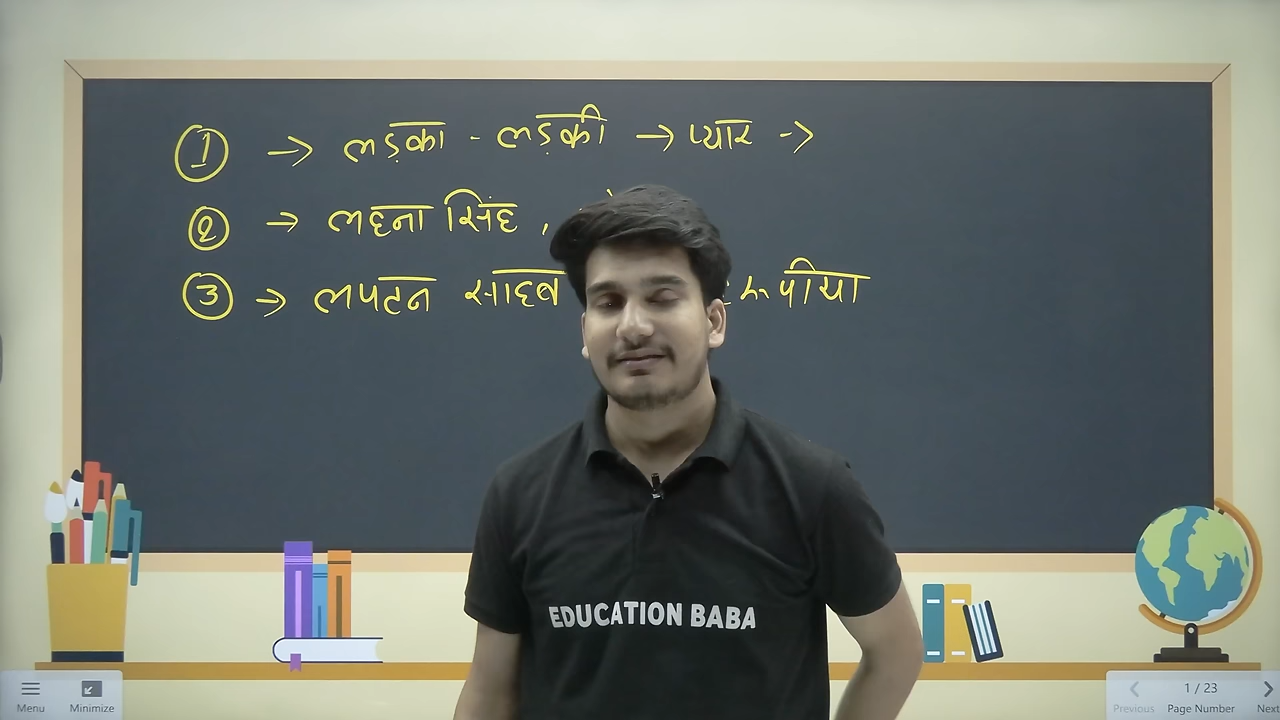 ① → लड़का - लड़की → प्यार →
② → लहना सिंह ,
③ → लपटन साहब रूपीया
EDUCATION BABA
Menu
Minimize
Previous
1 / 23
Page Number
Next